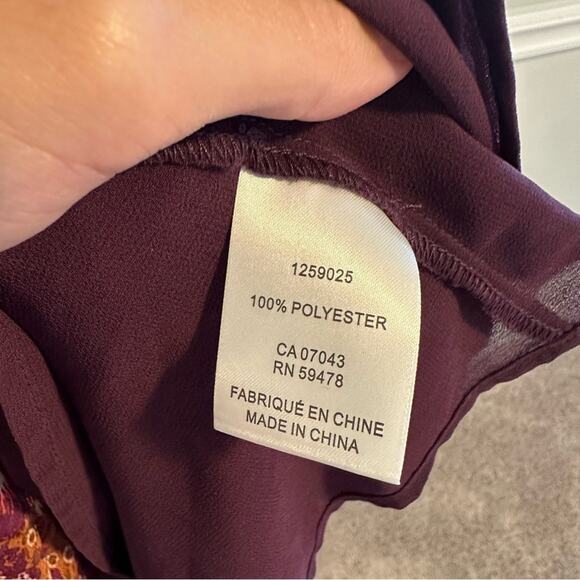 1259025
100% POLYESTER
CA 07043
RN 59478
FABRIQUÉ EN CHINE
MADE IN CHINA